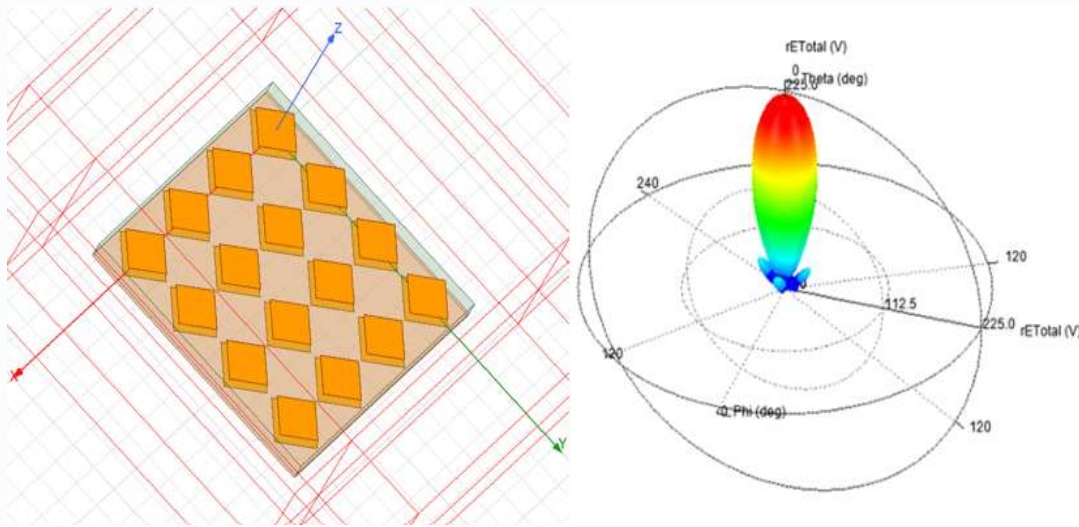 Z
X
Y
rETotal (V)
0
Theta (deg)
225.0
240
120
112.5
225.0
rETotal (V)
120
0
Phi (deg)
120